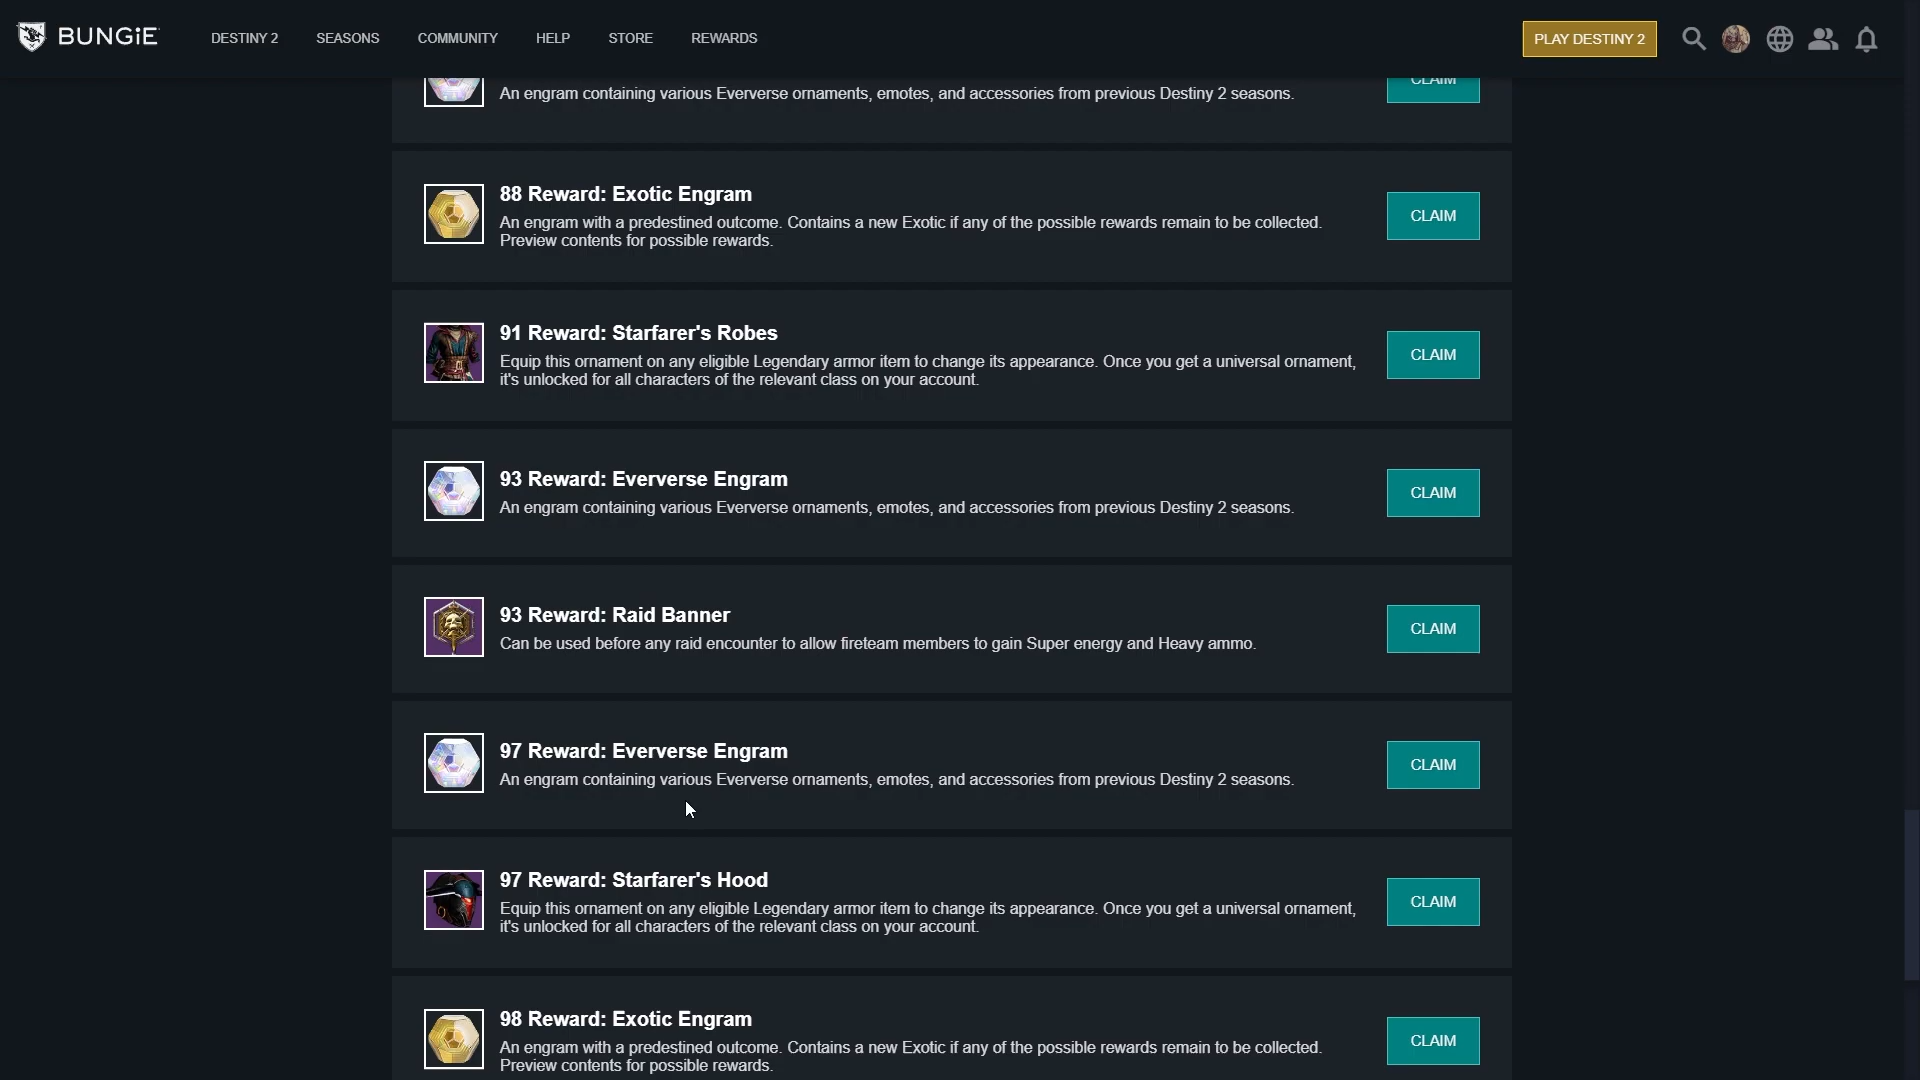 BUNGiE
DESTINY 2 SEASONS COMMUNITY HELP STORE REWARDS PLAY DESTINY 2
An engram containing various Eververse ornaments, emotes, and accessories from previous Destiny 2 seasons.
CLAIM
88 Reward: Exotic Engram
An engram with a predestined outcome. Contains a new Exotic if any of the possible rewards remain to be collected.
Preview contents for possible rewards.
CLAIM
91 Reward: Starfarer's Robes
Equip this ornament on any eligible Legendary armor item to change its appearance. Once you get a universal ornament,
it's unlocked for all characters of the relevant class on your account.
CLAIM
93 Reward: Eververse Engram
An engram containing various Eververse ornaments, emotes, and accessories from previous Destiny 2 seasons.
CLAIM
93 Reward: Raid Banner
Can be used before any raid encounter to allow fireteam members to gain Super energy and Heavy ammo.
CLAIM
97 Reward: Eververse Engram
An engram containing various Eververse ornaments, emotes, and accessories from previous Destiny 2 seasons.
CLAIM
97 Reward: Starfarer's Hood
Equip this ornament on any eligible Legendary armor item to change its appearance. Once you get a universal ornament,
it's unlocked for all characters of the relevant class on your account.
CLAIM
98 Reward: Exotic Engram
An engram with a predestined outcome. Contains a new Exotic if any of the possible rewards remain to be collected.
Preview contents for possible rewards.
CLAIM